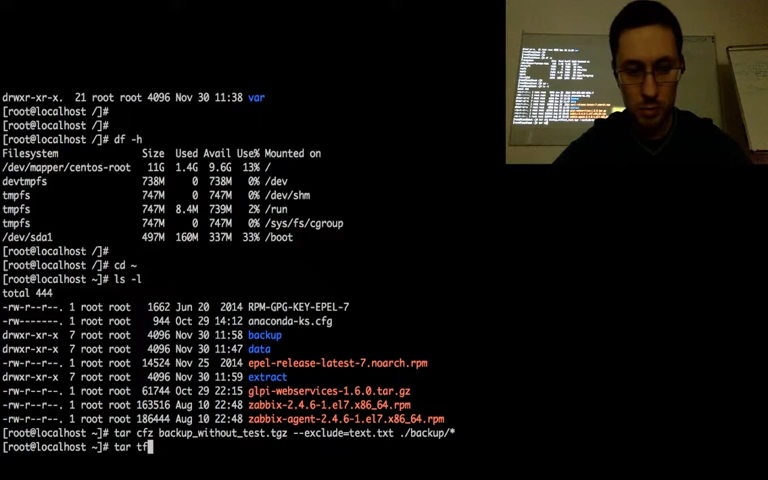 drwxr-xr-x.  21 root root 4096 Nov 30 11:38 var
[root@localhost /]#
[root@localhost /]#
[root@localhost /]# df -h
Filesystem               Size  Used Avail Use% Mounted on
/dev/mapper/centos-root   11G  1.4G  9.6G  13% /
devtmpfs                 738M     0  738M   0% /dev
tmpfs                    747M     0  747M   0% /dev/shm
tmpfs                    747M  8.4M  739M   2% /run
tmpfs                    747M     0  747M   0% /sys/fs/cgroup
/dev/sda1                497M  160M  337M  33% /boot
[root@localhost /]#
[root@localhost /]# cd ~
[root@localhost ~]# ls -l
total 444
-rw-r--r--. 1 root root   1662 Jun 20  2014 RPM-GPG-KEY-EPEL-7
-rw-------. 1 root root    944 Oct 29 14:12 anaconda-ks.cfg
drwxr-xr-x  7 root root   4096 Nov 30 11:58 backup
drwxr-xr-x  7 root root   4096 Nov 30 11:47 data
-rw-r--r--. 1 root root  14524 Nov 25  2014 epel-release-latest-7.noarch.rpm
drwxr-xr-x  7 root root   4096 Nov 30 11:59 extract
-rw-r--r--. 1 root root  61744 Oct 29 22:15 glpi-webservices-1.6.0.tar.gz
-rw-r--r--. 1 root root 163516 Aug 10 22:48 zabbix-2.4.6-1.el7.x86_64.rpm
-rw-r--r--. 1 root root 186444 Aug 10 22:48 zabbix-agent-2.4.6-1.el7.x86_64.rpm
[root@localhost ~]# tar cfz backup_without_test.tgz --exclude=text.txt ./backup/*
[root@localhost ~]# tar tf